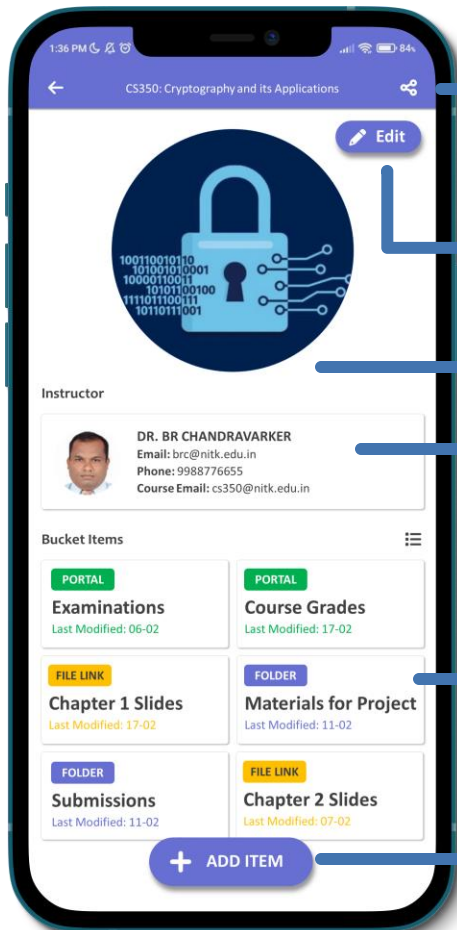 1:36 PM 84%
CS350: Cryptography and its Applications
Edit
100110010110
10100101 0001
10000110011
10101100100
1111011100111
10110111001
Instructor
DR. BR CHANDRAVARKER
Email: brc@nitk.edu.in
Phone: 9988776655
Course Email: cs350@nitk.edu.in
Bucket Items
PORTAL
Examinations
Last Modified: 06-02
PORTAL
Course Grades
Last Modified: 17-02
FILE LINK
Chapter 1 Slides
Last Modified: 17-02
FOLDER
Materials for Project
Last Modified: 11-02
FOLDER
Submissions
Last Modified: 11-02
FILE LINK
Chapter 2 Slides
Last Modified: 07-02
ADD ITEM